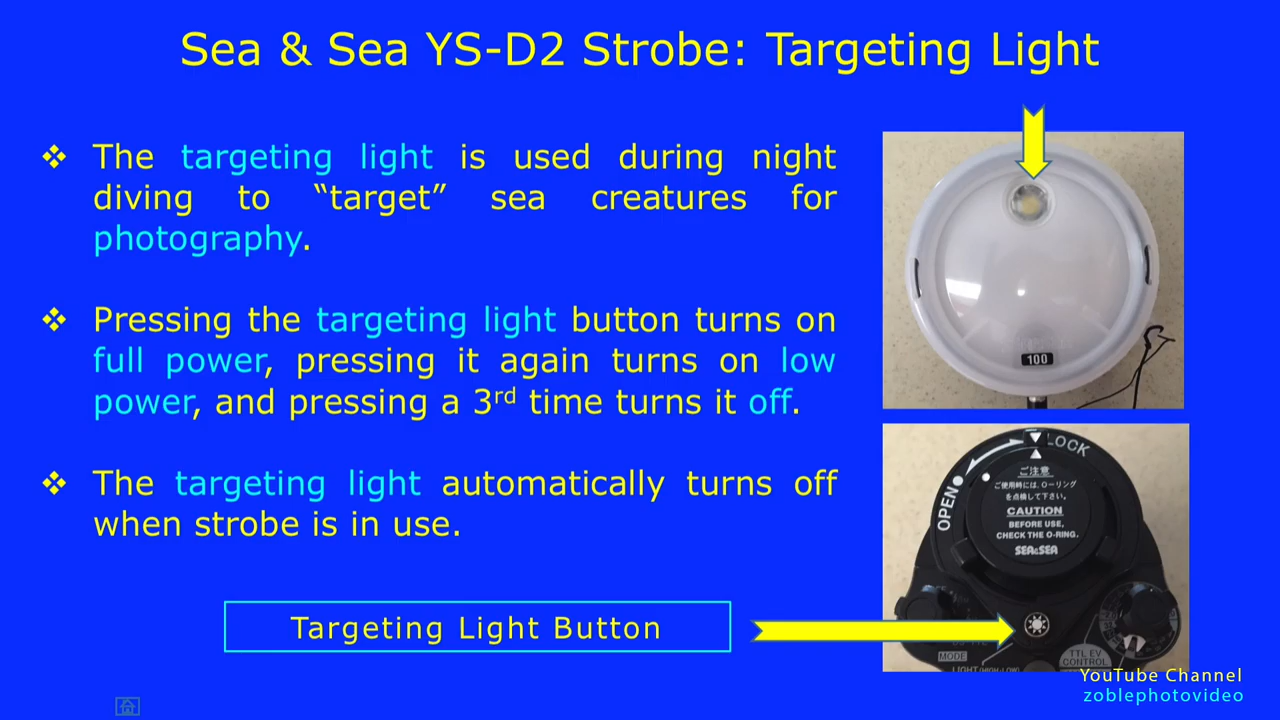 Sea & Sea YS-D2 Strobe: Targeting Light
❖ The targeting light is used during night
diving to “target” sea creatures for
photography.
❖ Pressing the targeting light button turns on
full power, pressing it again turns on low
power, and pressing a 3rd time turns it off.
❖ The targeting light automatically turns off
when strobe is in use.
Targeting Light Button
100
LOCK
OPEN
ご注意
ご使用時には、Oーリング
を点検して下さい。
CAUTION
BEFORE USE,
CHECK THE O-RING.
SEA&SEA
MODE
LIGHT(HIGH-LOW)
TTL EV
CONTROL
YouTube Channel
zoblephotovideo